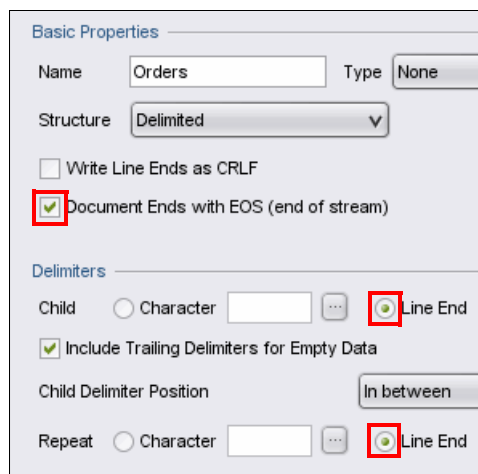 Basic Properties
Name Orders Type None
Structure Delimited
Write Line Ends as CRLF
Document Ends with EOS (end of stream)
Delimiters
Child Character ... Line End
Include Trailing Delimiters for Empty Data
Child Delimiter Position In between
Repeat Character ... Line End